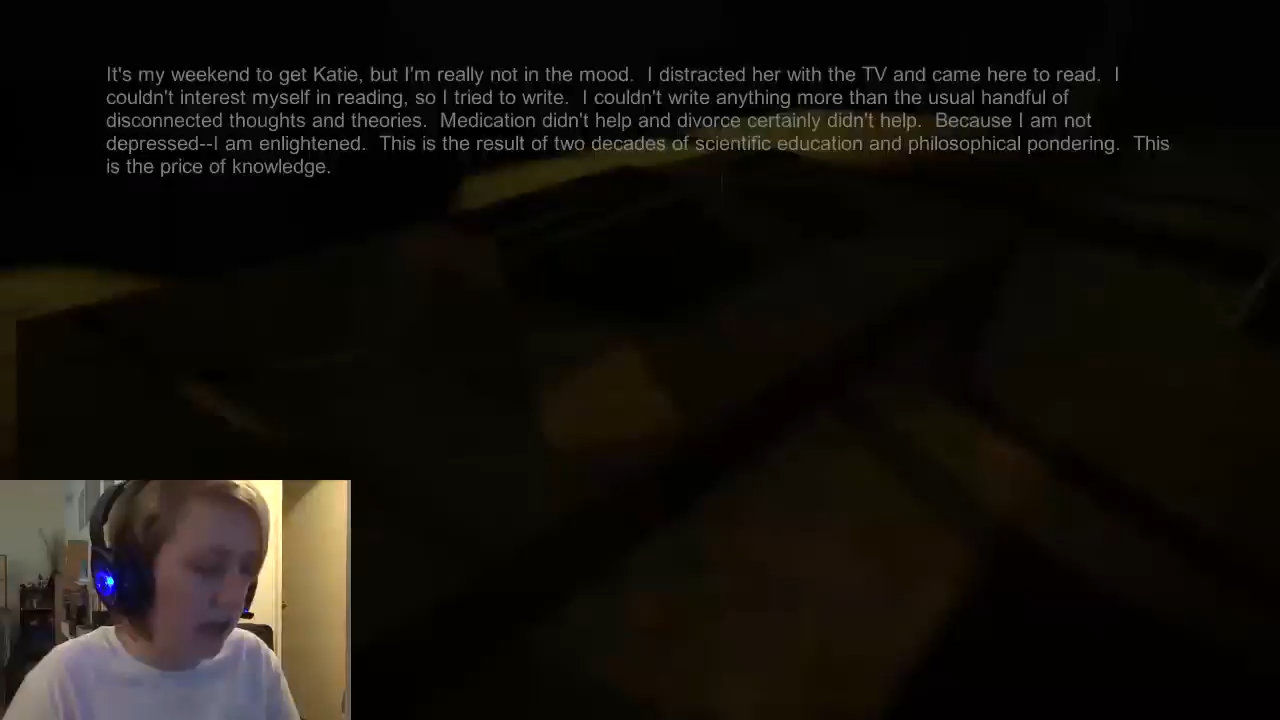 It's my weekend to get Katie, but I'm really not in the mood.  I distracted her with the TV and came here to read.  I
couldn't interest myself in reading, so I tried to write.  I couldn't write anything more than the usual handful of
disconnected thoughts and theories.  Medication didn't help and divorce certainly didn't help.  Because I am not
depressed--I am enlightened.  This is the result of two decades of scientific education and philosophical pondering.  This
is the price of knowledge.